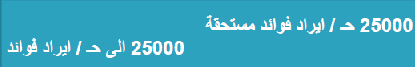 25000 حـ / ايراد فوائد مستحقة
25000 الى حـ / ايراد فوائد